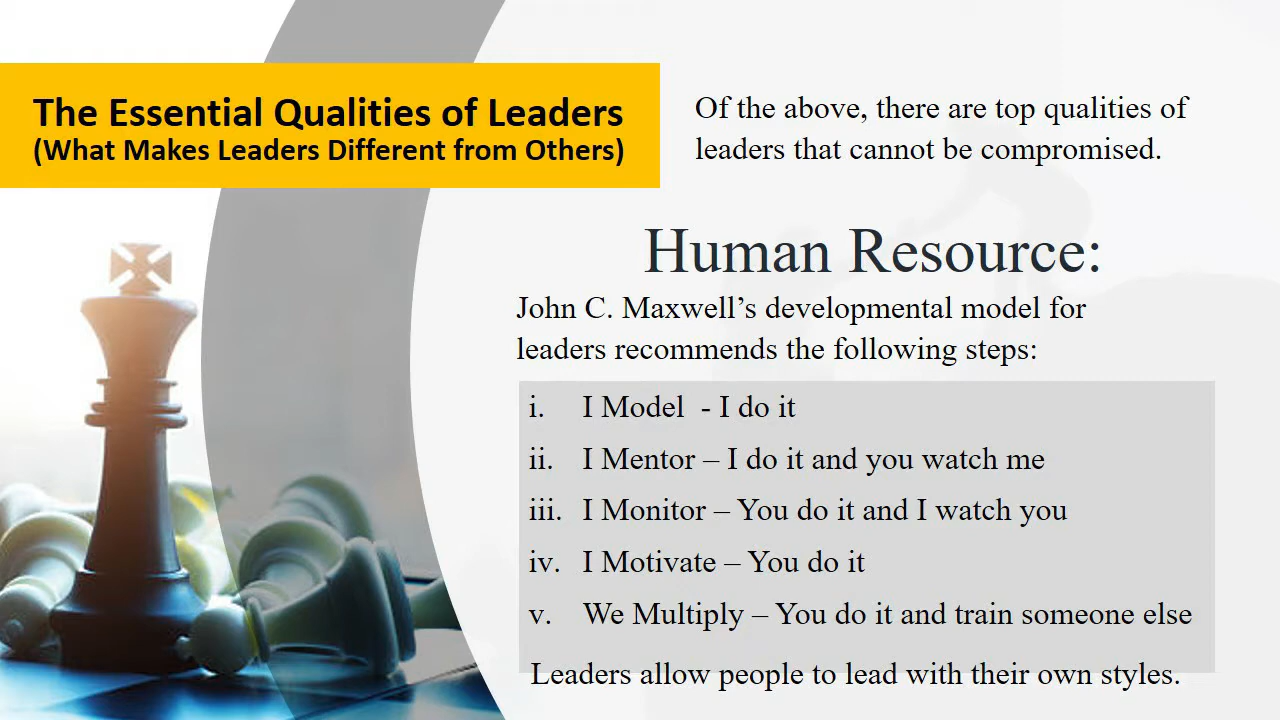 The Essential Qualities of Leaders
(What Makes Leaders Different from Others)
Of the above, there are top qualities of
leaders that cannot be compromised.
Human Resource:
John C. Maxwell’s developmental model for
leaders recommends the following steps:
i. I Model - I do it
ii. I Mentor – I do it and you watch me
iii. I Monitor – You do it and I watch you
iv. I Motivate – You do it
v. We Multiply – You do it and train someone else
Leaders allow people to lead with their own styles.